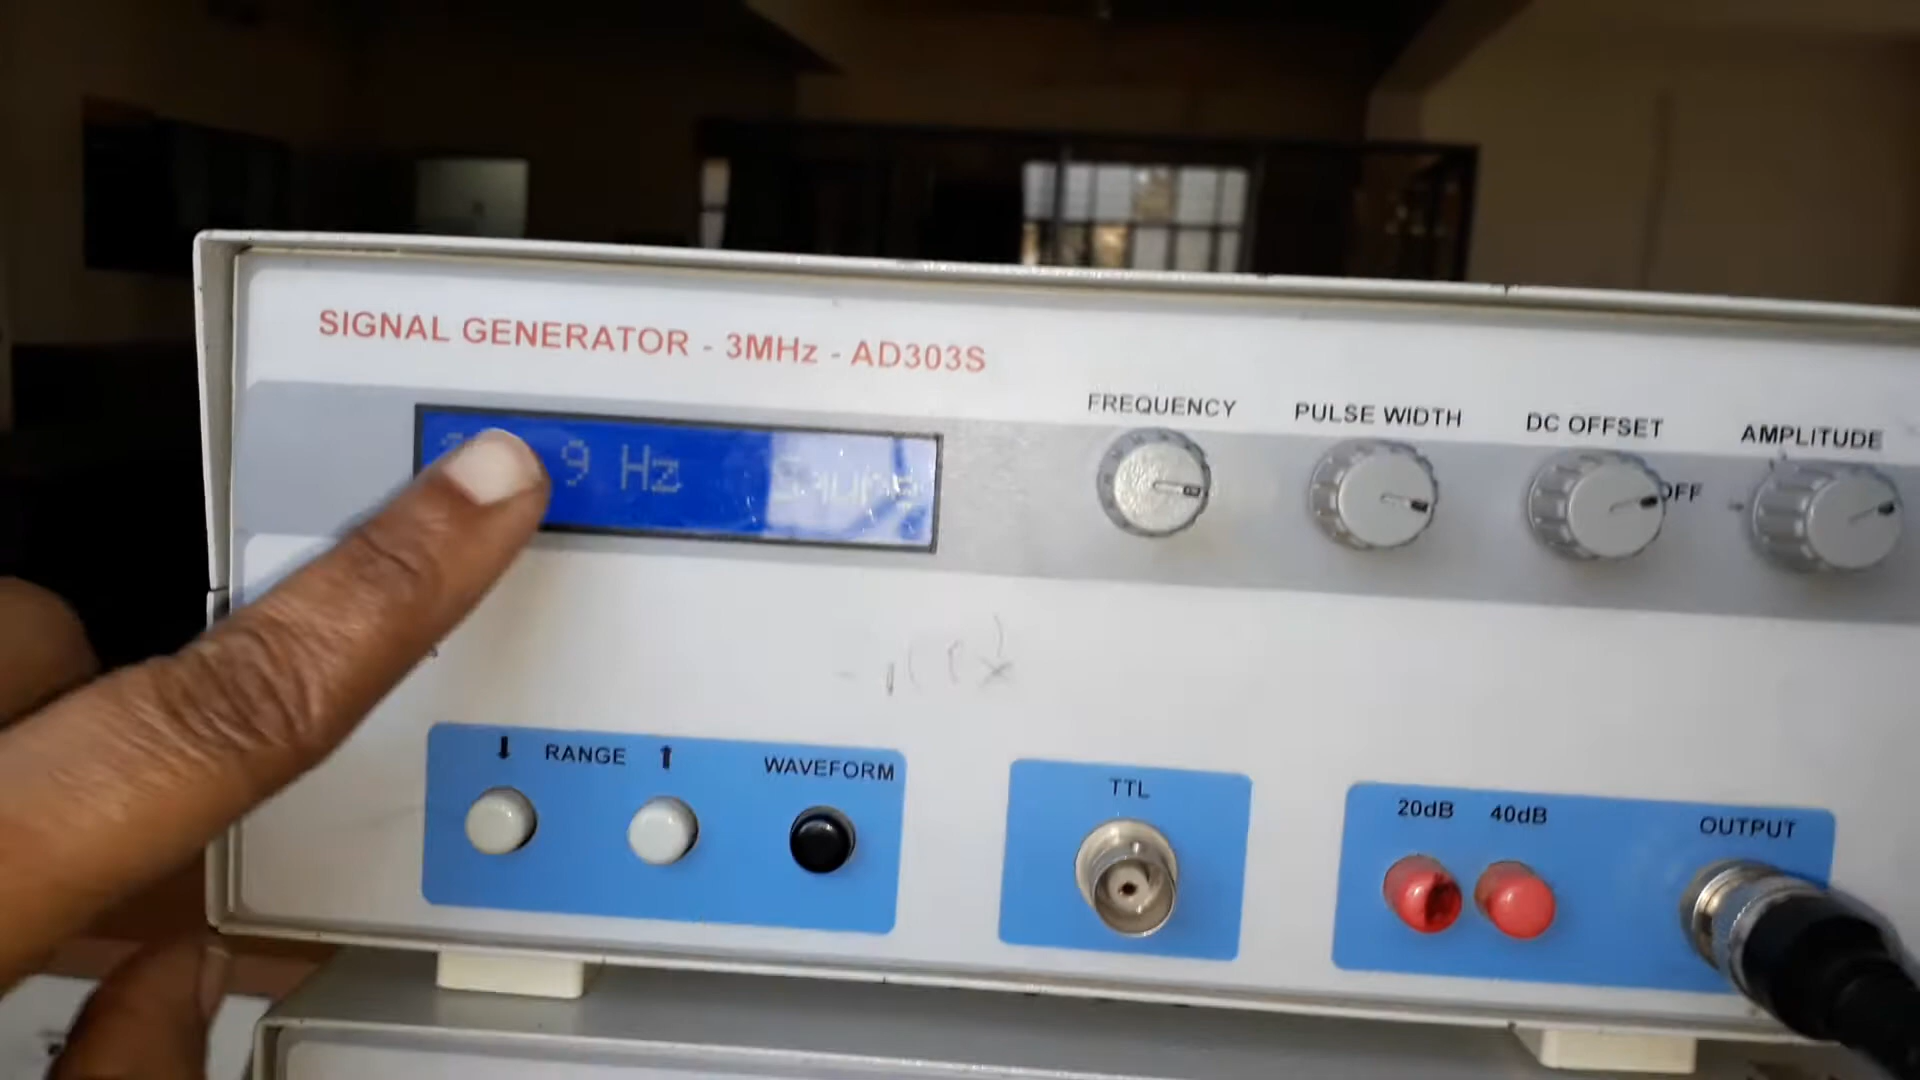 SIGNAL GENERATOR - 3MHz - AD303S
FREQUENCY
PULSE WIDTH
DC OFFSET
AMPLITUDE
9 Hz
OFF
↓ RANGE ↑
WAVEFORM
TTL
20dB
40dB
OUTPUT